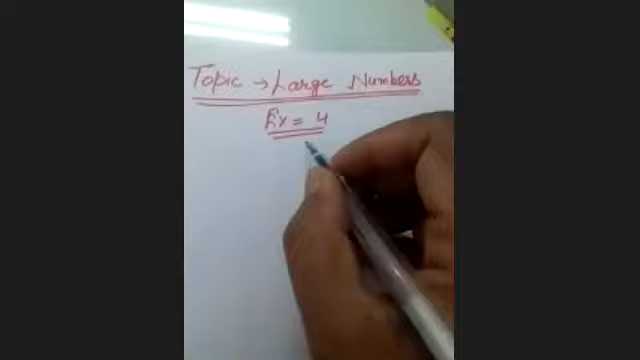 Topic → Large Numbers
Ex = 4